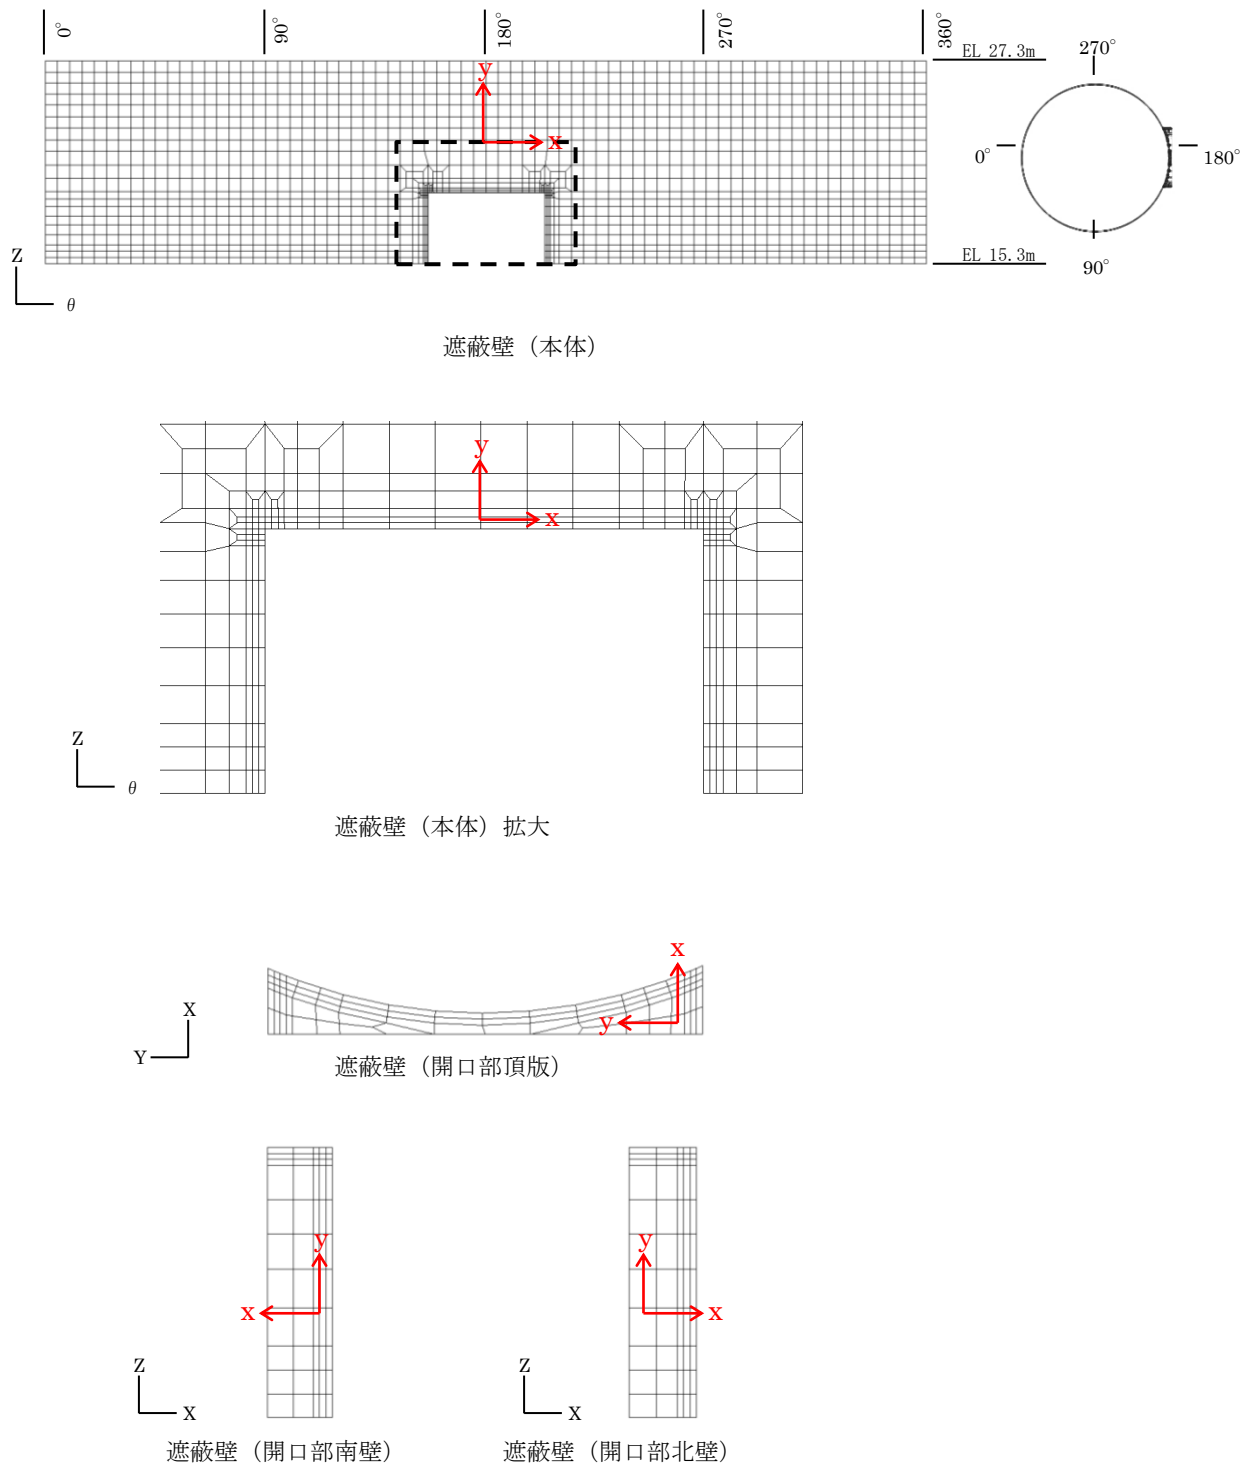 0° 90° 180° 270° 360°
EL 27.3m
270°
y
x
0°
180°
EL 15.3m
90°
Z
θ
遮蔽壁（本体）
y
x
Z
θ
遮蔽壁（本体）拡大
x
X
y
Y
遮蔽壁（開口部頂版）
y
y
x
x
Z
Z
X
X
遮蔽壁（開口部南壁）
遮蔽壁（開口部北壁）